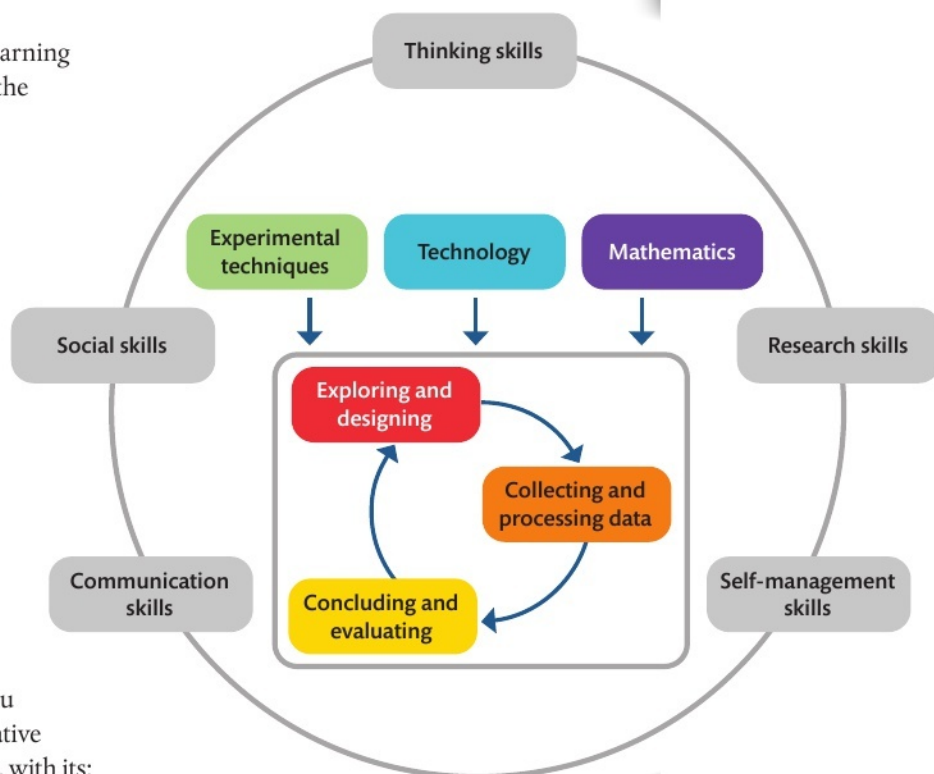 arning
the
Thinking skills
Experimental
techniques
Technology
Mathematics
Social skills
Research skills
Exploring and
designing
Collecting and
processing data
Communication
skills
Concluding and
evaluating
Self-management
skills
u
ative
with its: